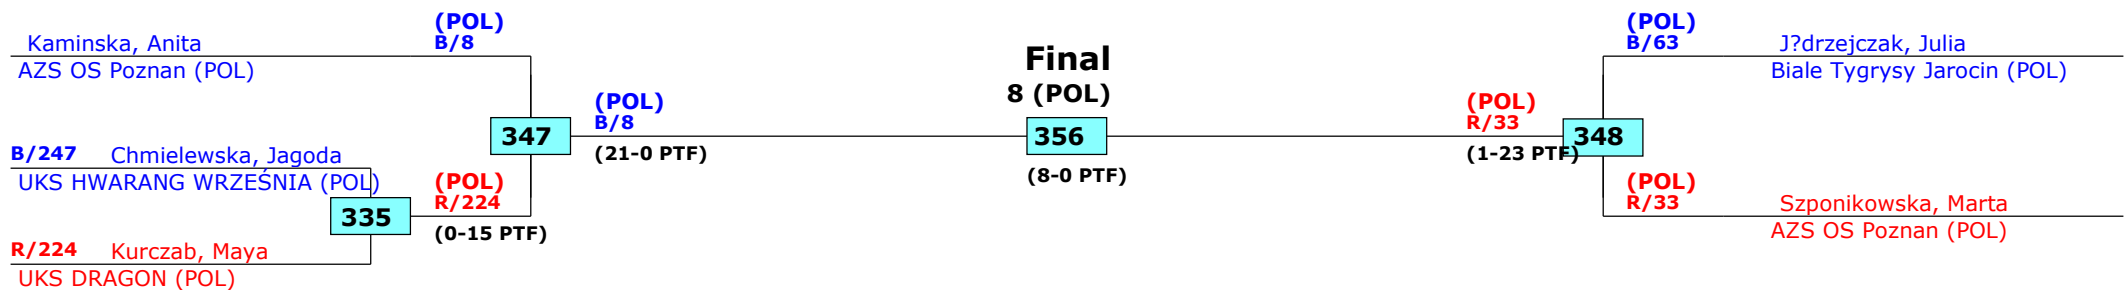 (POL)
B/8
Kaminska, Anita
AZS OS Poznan (POL)
B/247 Chmielewska, Jagoda
UKS HWARANG WRZEŚNIA (POL)
335
R/224 Kurczab, Maya
UKS DRAGON (POL)
(POL)
R/224
(0-15 PTF)
347
(POL)
B/8
(21-0 PTF)
Final
8 (POL)
356
(8-0 PTF)
(POL)
R/33
(1-23 PTF)
348
(POL)
B/63
J?drzejczak, Julia
Biale Tygrysy Jarocin (POL)
(POL)
R/33
Szponikowska, Marta
AZS OS Poznan (POL)